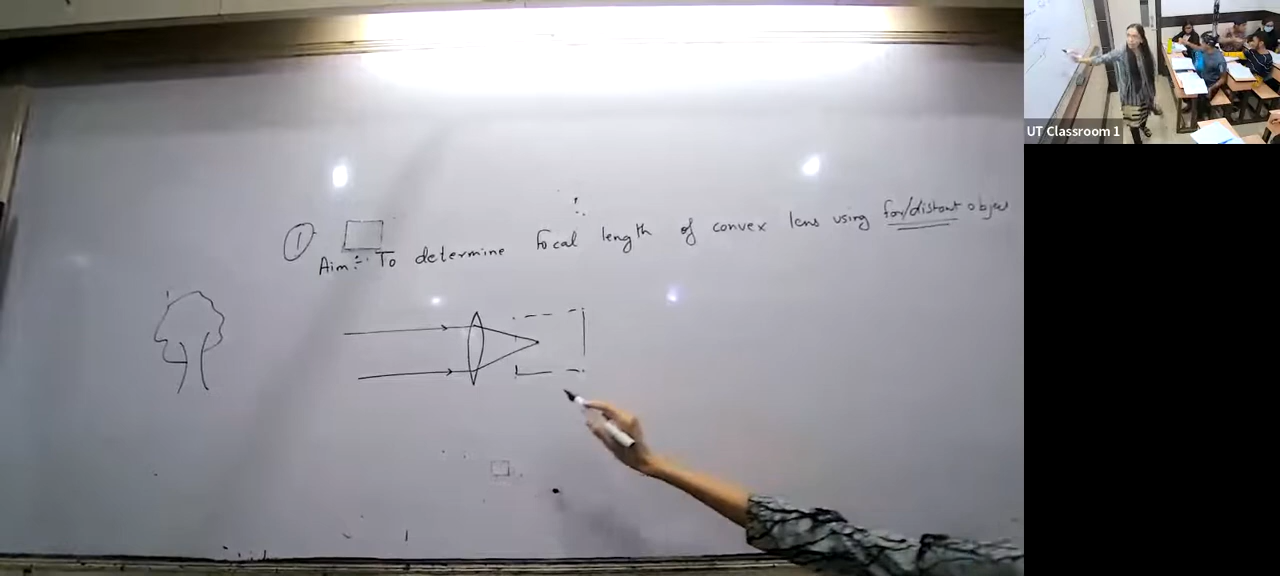 ①
Aim:- To determine focal length of convex lens using far/distant object
UT Classroom 1